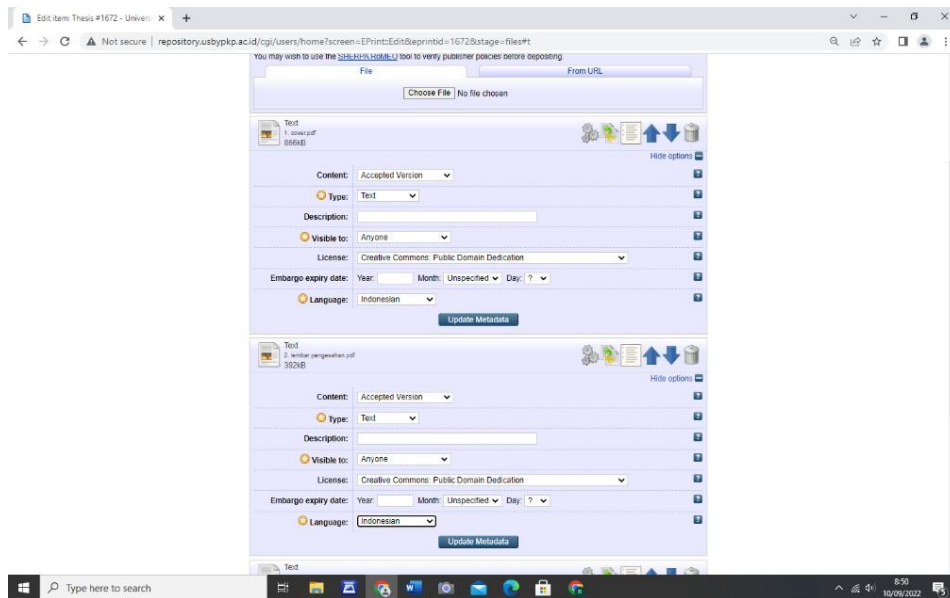 Edit item: Thesis #1672 - Univers
Not secure | repository.usbypkp.ac.id/cgi/users/home?screen=EPrint::Edit&eprintid=1672&stage=files#t
You may wish to use the SHERPA RoMEO tool to verify publisher policies before depositing.
File From URL
Choose File No file chosen
Text
1. cover.pdf
866kB
Hide options
Content: Accepted Version
Type: Text
Description:
Visible to: Anyone
License: Creative Commons: Public Domain Dedication
Embargo expiry date: Year: Month: Unspecified Day: ?
Language: Indonesian
Update Metadata
Text
2. lembar pengesahan.pdf
392kB
Hide options
Content: Accepted Version
Type: Text
Description:
Visible to: Anyone
License: Creative Commons: Public Domain Dedication
Embargo expiry date: Year: Month: Unspecified Day: ?
Language: Indonesian
Update Metadata
Text
Type here to search
8:50
10/09/2022